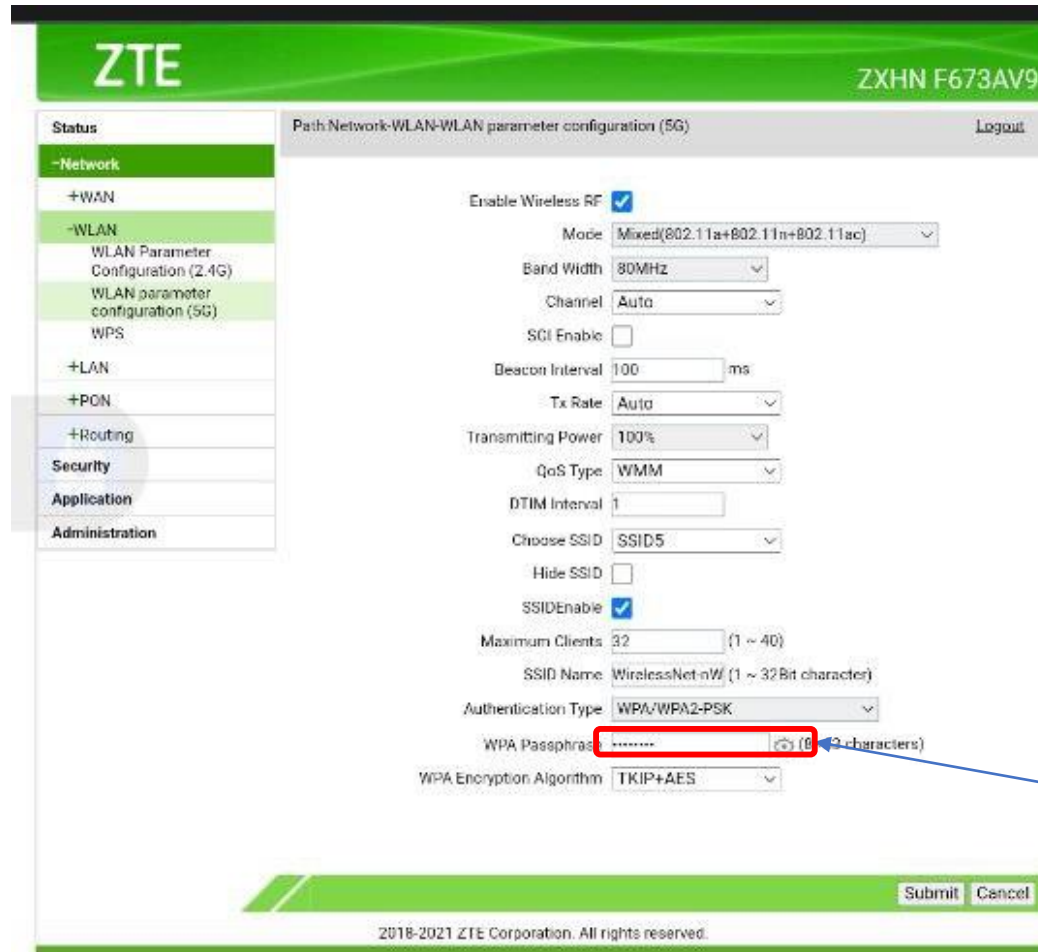 ZTE
ZXHN F673AV9
Status
Path:Network-WLAN-WLAN parameter configuration (5G)
Logout
-Network
+WAN
-WLAN
WLAN Parameter
Configuration (2.4G)
WLAN parameter
configuration (5G)
WPS
+LAN
+PON
+Routing
Security
Application
Administration
Enable Wireless RF
Mode Mixed(802.11a+802.11n+802.11ac)
Band Width 80MHz
Channel Auto
SGI Enable
Beacon Interval 100 ms
Tx Rate Auto
Transmitting Power 100%
QoS Type WMM
DTIM Interval 1
Choose SSID SSID5
Hide SSID
SSIDEnable
Maximum Clients 32 (1 ~ 40)
SSID Name WirelessNet-nW (1 ~ 32Bit character)
Authentication Type WPA/WPA2-PSK
WPA Passphrase ········ characters)
WPA Encryption Algorithm TKIP+AES
Submit Cancel
2018-2021 ZTE Corporation. All rights reserved.